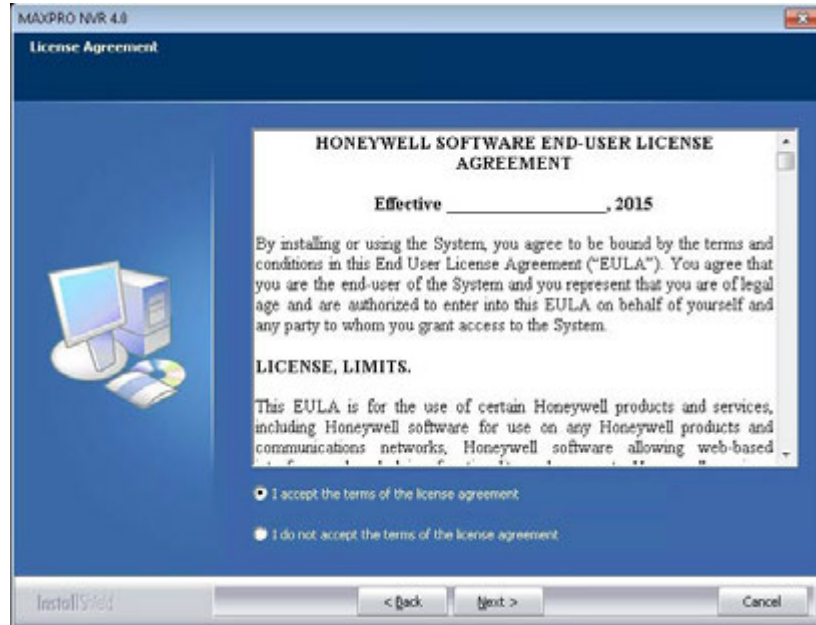 MAXPRO NVR 4.0
License Agreement
HONEYWELL SOFTWARE END-USER LICENSE
AGREEMENT
Effective ____________________, 2015
By installing or using the System, you agree to be bound by the terms and
conditions in this End User License Agreement (“EULA”). You agree that
you are the end-user of the System and you represent that you are of legal
age and are authorized to enter into this EULA on behalf of yourself and
any party to whom you grant access to the System.
LICENSE, LIMITS.
This EULA is for the use of certain Honeywell products and services,
including Honeywell software for use on any Honeywell products and
communications networks, Honeywell software allowing web-based
I accept the terms of the license agreement
I do not accept the terms of the license agreement
InstallShield
< Back
Next >
Cancel